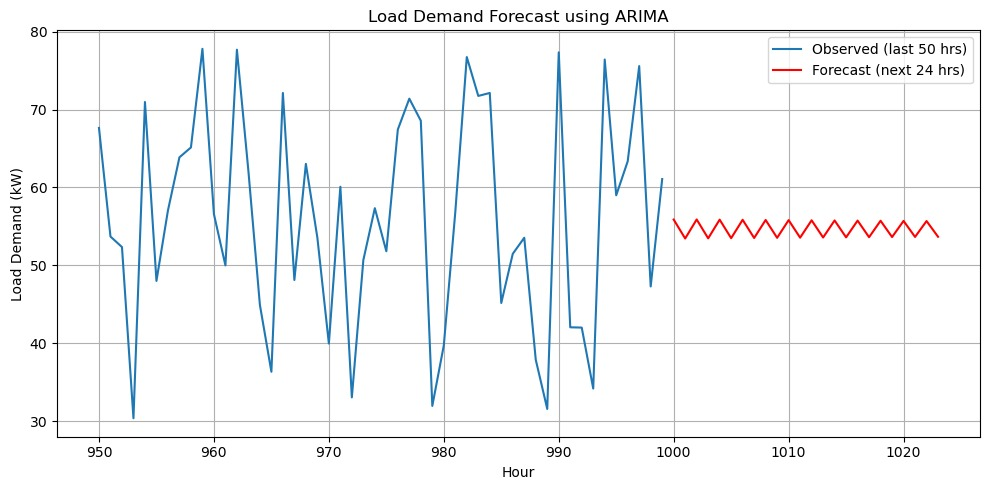 Load Demand Forecast using ARIMA
Observed (last 50 hrs)
Forecast (next 24 hrs)
Load Demand (kW)
80
70
60
50
40
30
950 960 970 980 990 1000 1010 1020
Hour